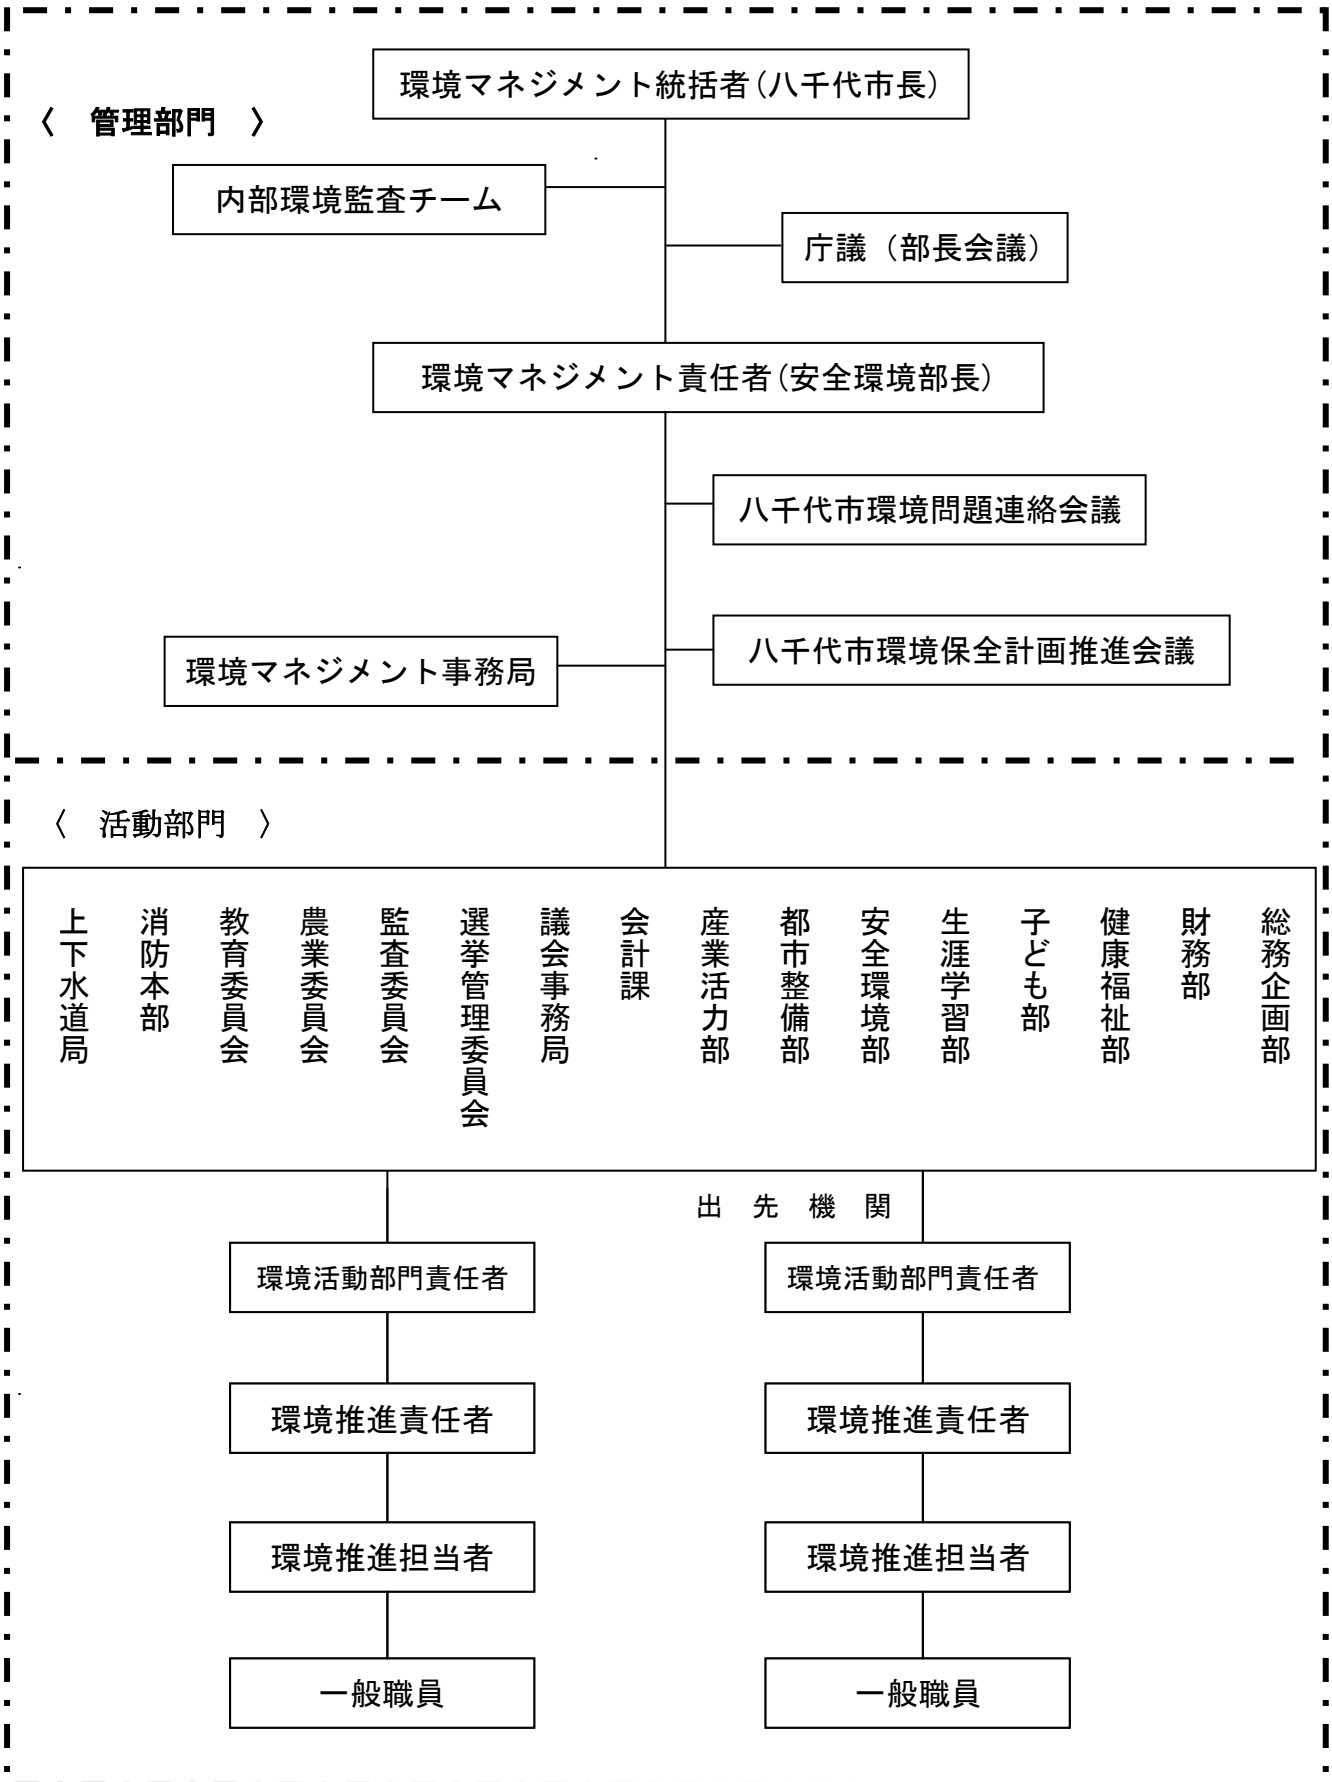 環境マネジメント統括者(八千代市長)
〈　管理部門　〉
内部環境監査チーム
庁議（部長会議）
環境マネジメント責任者(安全環境部長)
八千代市環境問題連絡会議
八千代市環境保全計画推進会議
環境マネジメント事務局
〈　活動部門　〉
総務企画部
財務部
健康福祉部
子ども部
生涯学習部
安全環境部
都市整備部
産業活力部
会計課
議会事務局
選挙管理委員会
監査委員会
農業委員会
教育委員会
消防本部
上下水道局
出　先　機　関
環境活動部門責任者
環境推進責任者
環境推進担当者
一般職員
環境活動部門責任者
環境推進責任者
環境推進担当者
一般職員